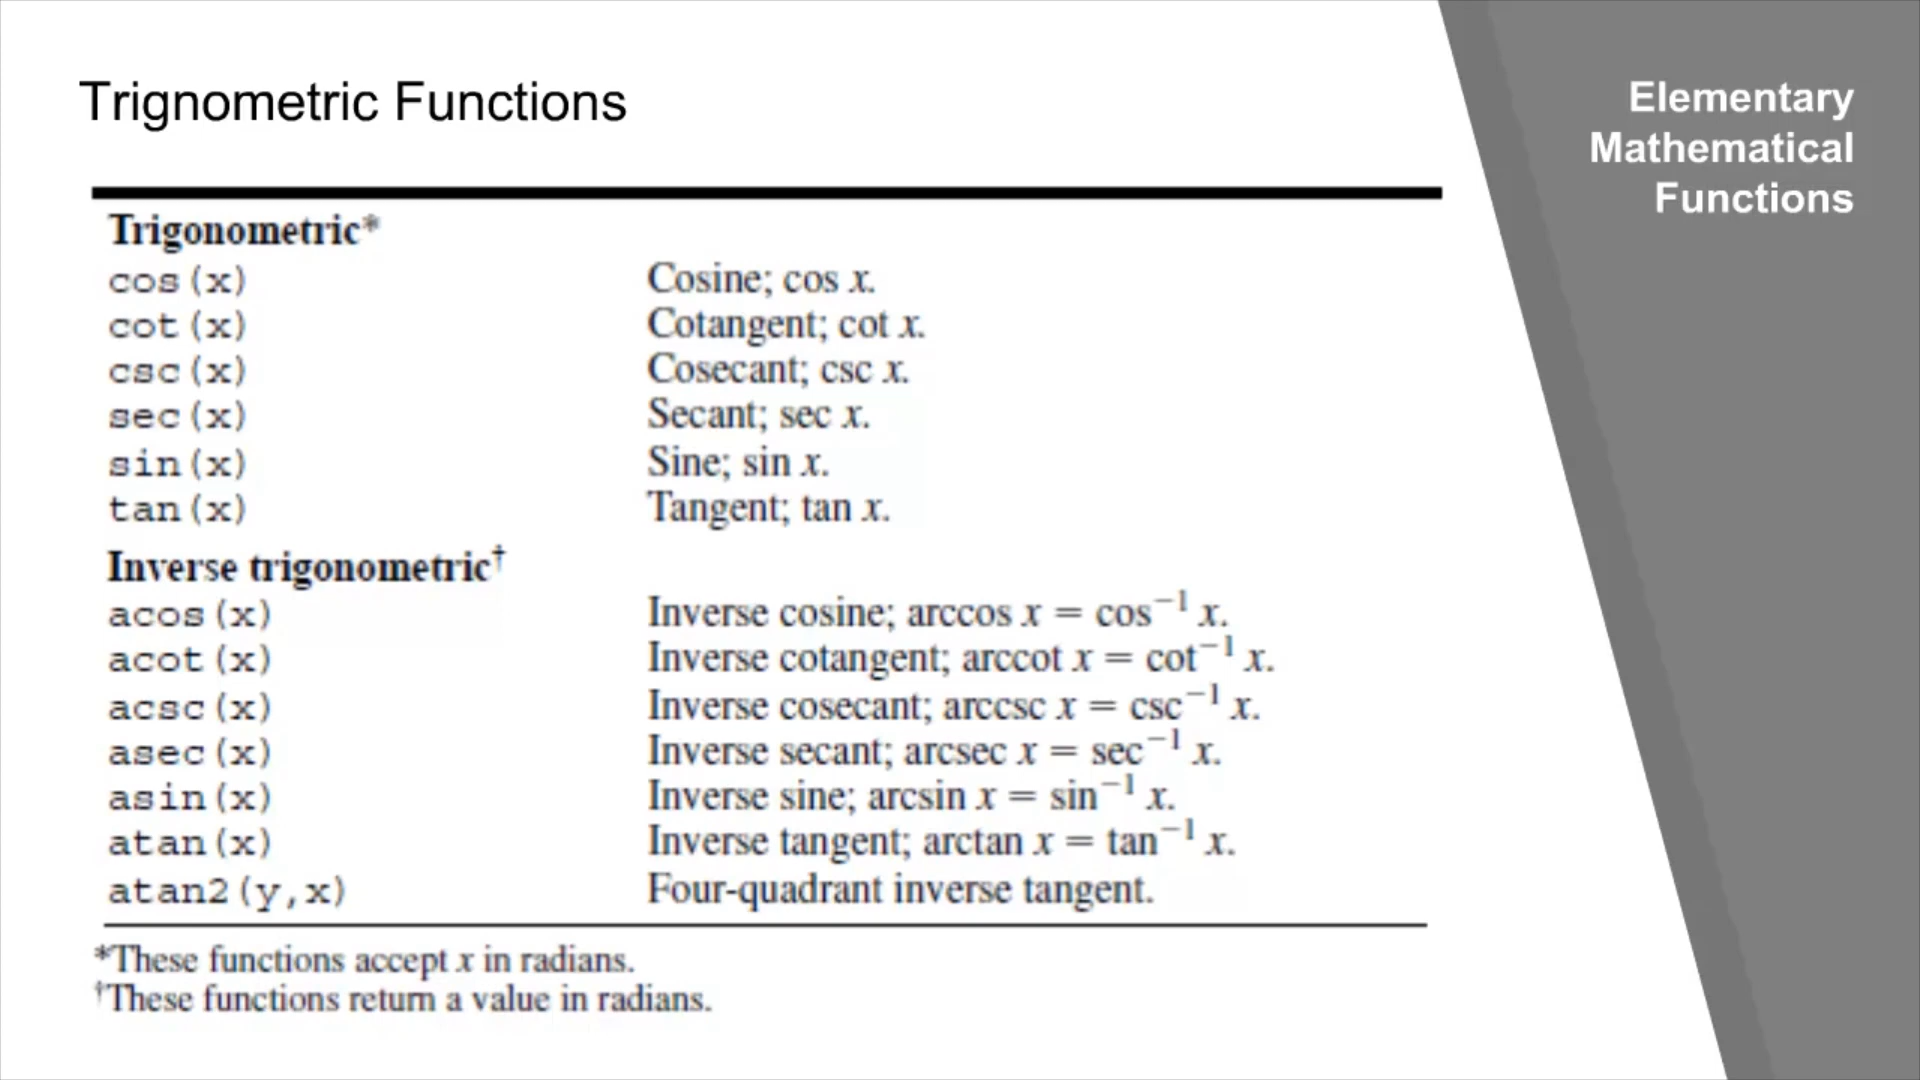 Trignometric Functions
Elementary
Mathematical
Functions
Trigonometric*
cos(x) Cosine; cos x.
cot(x) Cotangent; cot x.
csc(x) Cosecant; csc x.
sec(x) Secant; sec x.
sin(x) Sine; sin x.
tan(x) Tangent; tan x.
Inverse trigonometric†
acos(x) Inverse cosine; arccos x = cos⁻¹ x.
acot(x) Inverse cotangent; arccot x = cot⁻¹ x.
acsc(x) Inverse cosecant; arccsc x = csc⁻¹ x.
asec(x) Inverse secant; arcsec x = sec⁻¹ x.
asin(x) Inverse sine; arcsin x = sin⁻¹ x.
atan(x) Inverse tangent; arctan x = tan⁻¹ x.
atan2(y,x) Four-quadrant inverse tangent.
*These functions accept x in radians.
†These functions return a value in radians.